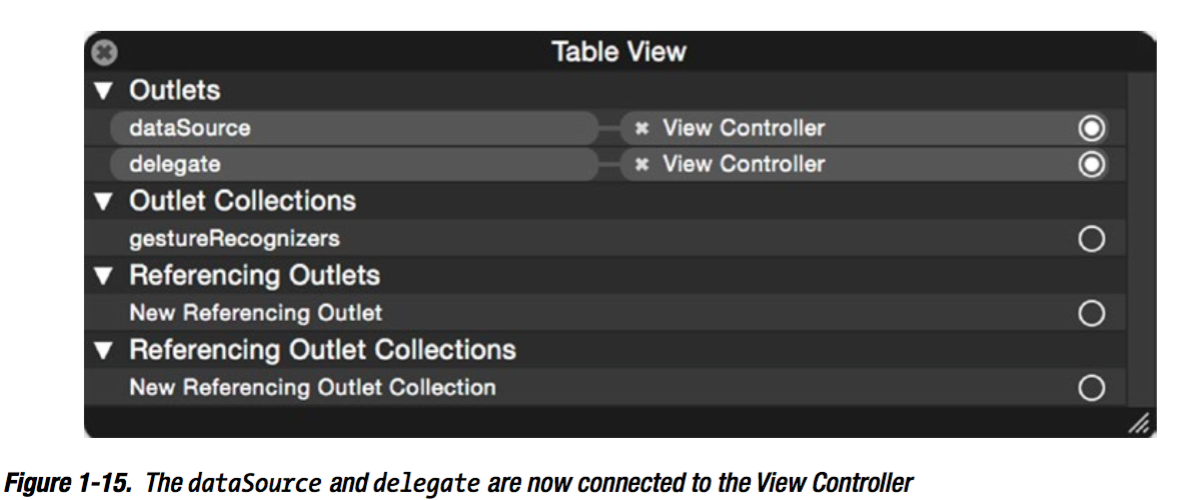 Table View
Outlets
dataSource View Controller
delegate View Controller
Outlet Collections
gestureRecognizers
Referencing Outlets
New Referencing Outlet
Referencing Outlet Collections
New Referencing Outlet Collection
Figure 1-15. The dataSource and delegate are now connected to the View Controller